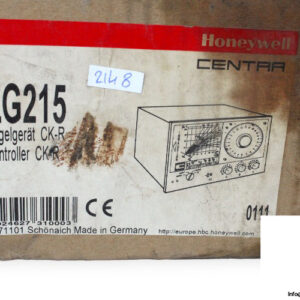 Honeywell
CENTRA
2148
G215
gelgerät CK-R
ntroller CK-R
CE
0111
71101 Schönaich Made in Germany
http://europe.hbc.honeywell.com